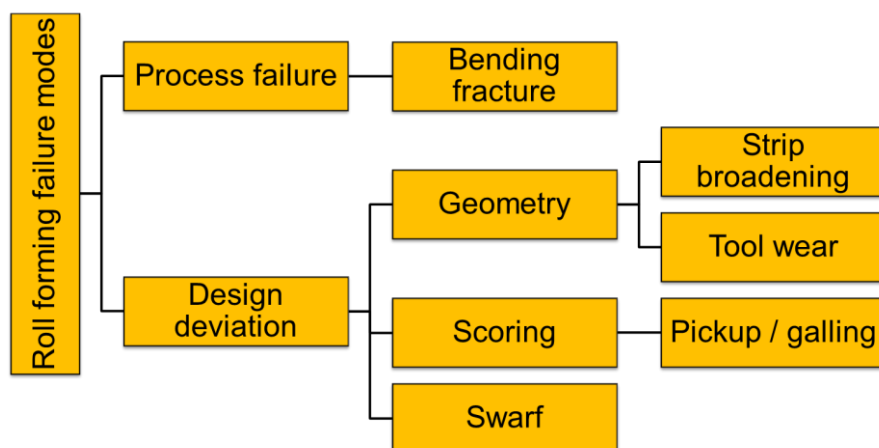 Roll forming failure modes
Process failure
Bending
fracture
Design
deviation
Geometry
Strip
broadening
Tool wear
Scoring
Pickup / galling
Swarf